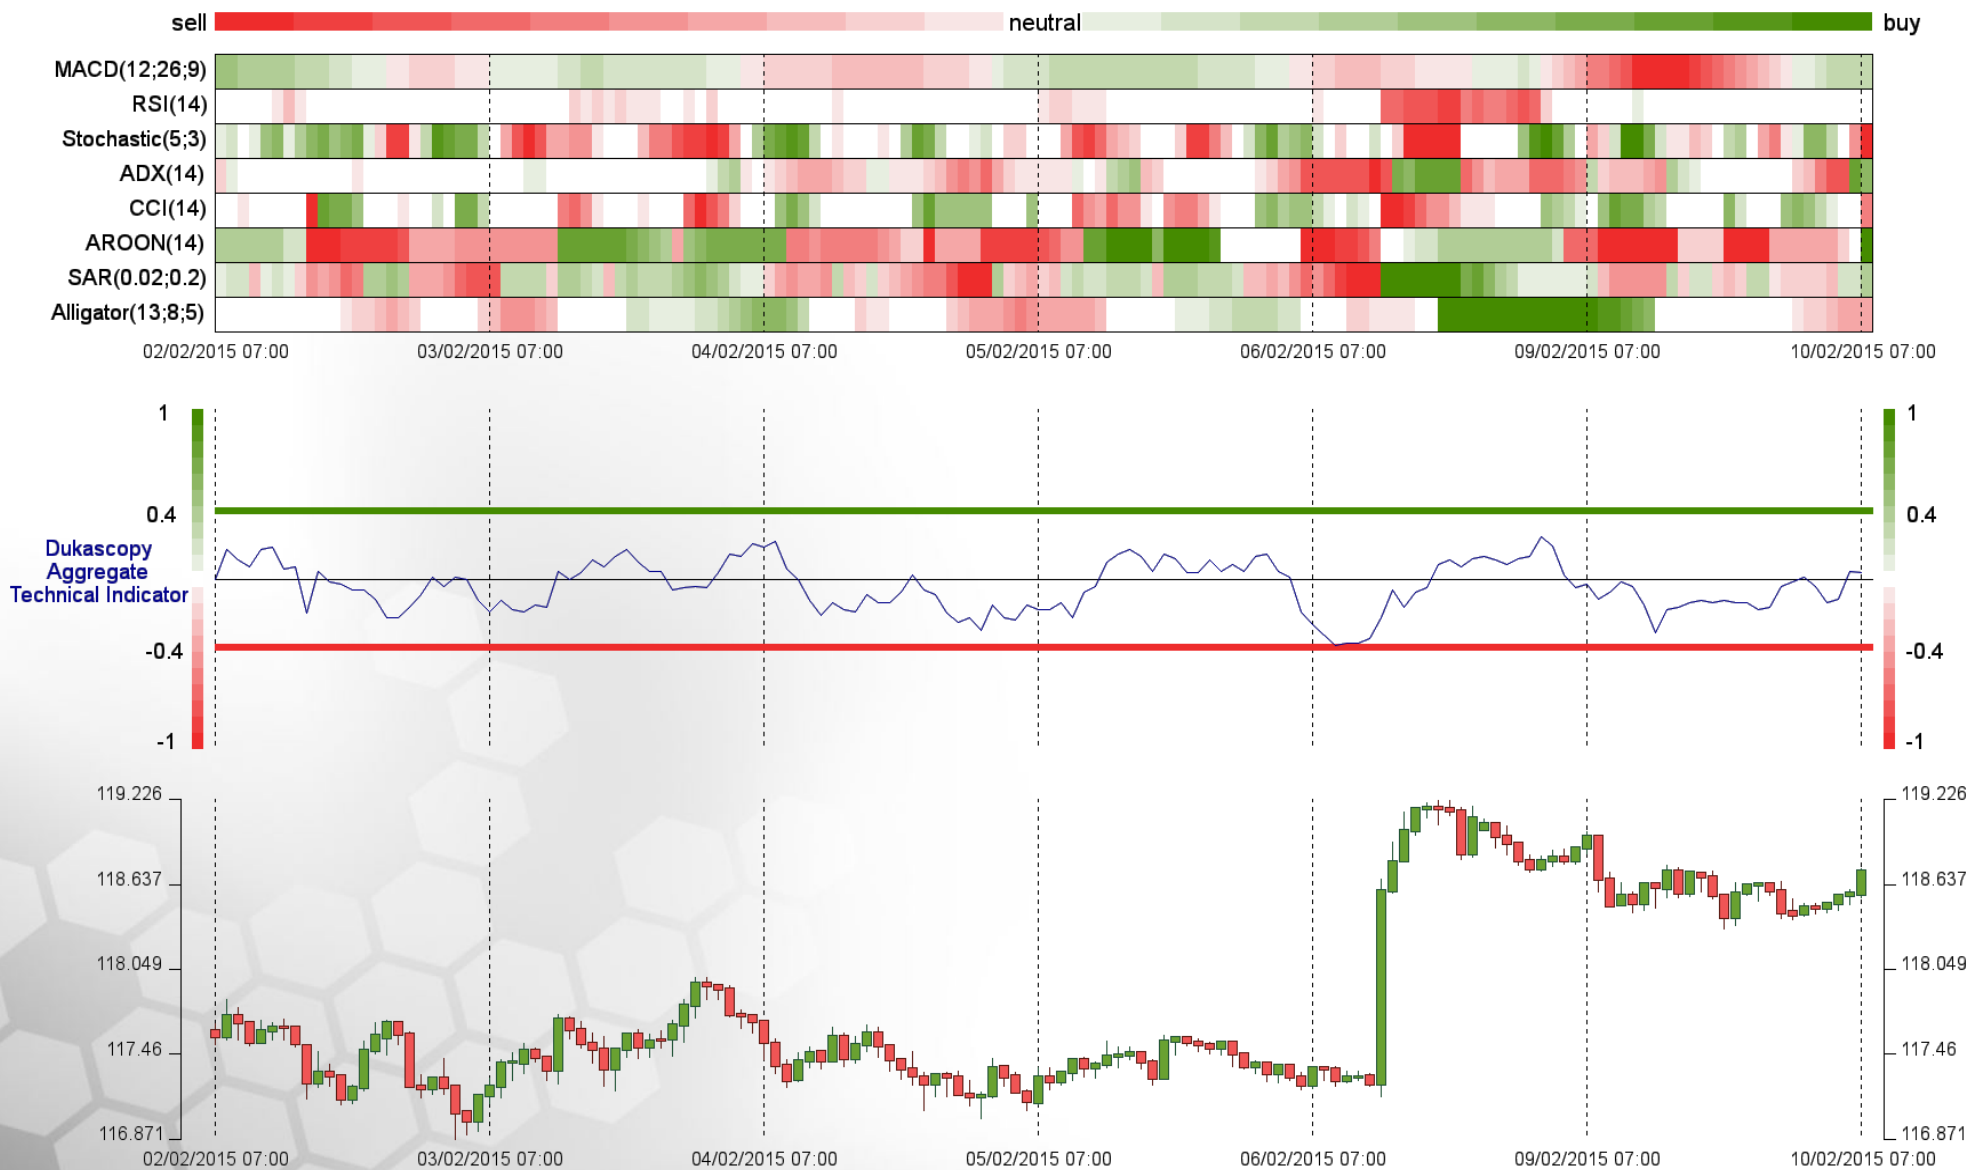 sell neutral buy
MACD(12;26;9)
RSI(14)
Stochastic(5;3)
ADX(14)
CCI(14)
AROON(14)
SAR(0.02;0.2)
Alligator(13;8;5)
02/02/2015 07:00 03/02/2015 07:00 04/02/2015 07:00 05/02/2015 07:00 06/02/2015 07:00 09/02/2015 07:00 10/02/2015 07:00
1 1
0.4 0.4
Dukascopy
Aggregate
Technical Indicator
-0.4 -0.4
-1 -1
119.226 119.226
118.637 118.637
118.049 118.049
117.46 117.46
116.871 116.871
02/02/2015 07:00 03/02/2015 07:00 04/02/2015 07:00 05/02/2015 07:00 06/02/2015 07:00 09/02/2015 07:00 10/02/2015 07:00